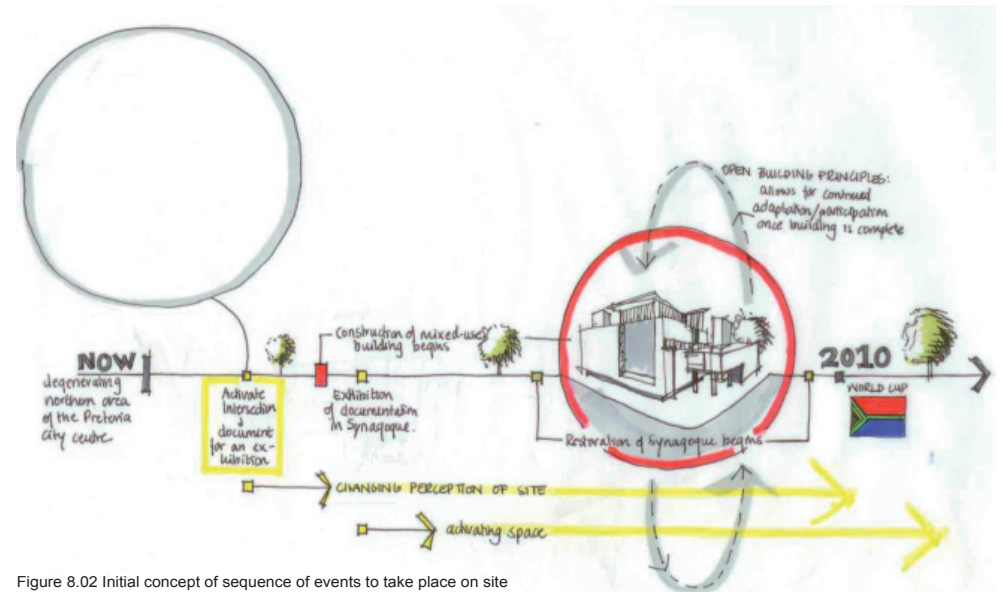 OPEN BUILDING PRINCIPLES:
allows for continued
adaptation/participation
once building is complete
construction of mixed-use
building begins
NOW
degenerating
northern area
of the Pretoria
city centre.
Activate
Intersection
&
document
for an ex-
hibition
Exhibition
of documentation
in Synagogue.
2010
WORLD CUP
Restoration of Synagogue begins
CHANGING PERCEPTION OF SITE
activating space
Figure 8.02 Initial concept of sequence of events to take place on site